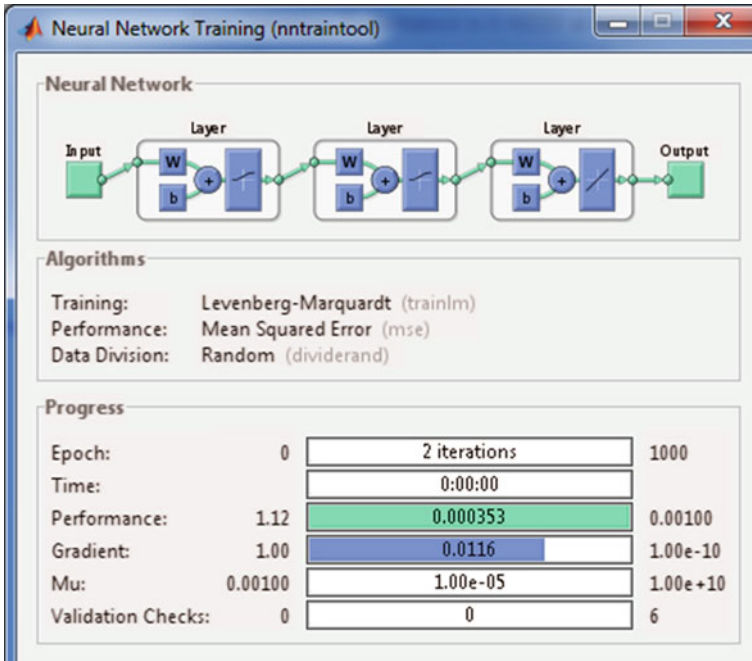 Neural Network Training (nntraintool)
Neural Network
Layer Layer Layer
Input Output
W W W
+ + +
b b b
Algorithms
Training: Levenberg-Marquardt (trainlm)
Performance: Mean Squared Error (mse)
Data Division: Random (dividerand)
Progress
Epoch: 0 2 iterations 1000
Time: 0:00:00
Performance: 1.12 0.000353 0.00100
Gradient: 1.00 0.0116 1.00e-10
Mu: 0.00100 1.00e-05 1.00e+10
Validation Checks: 0 0 6